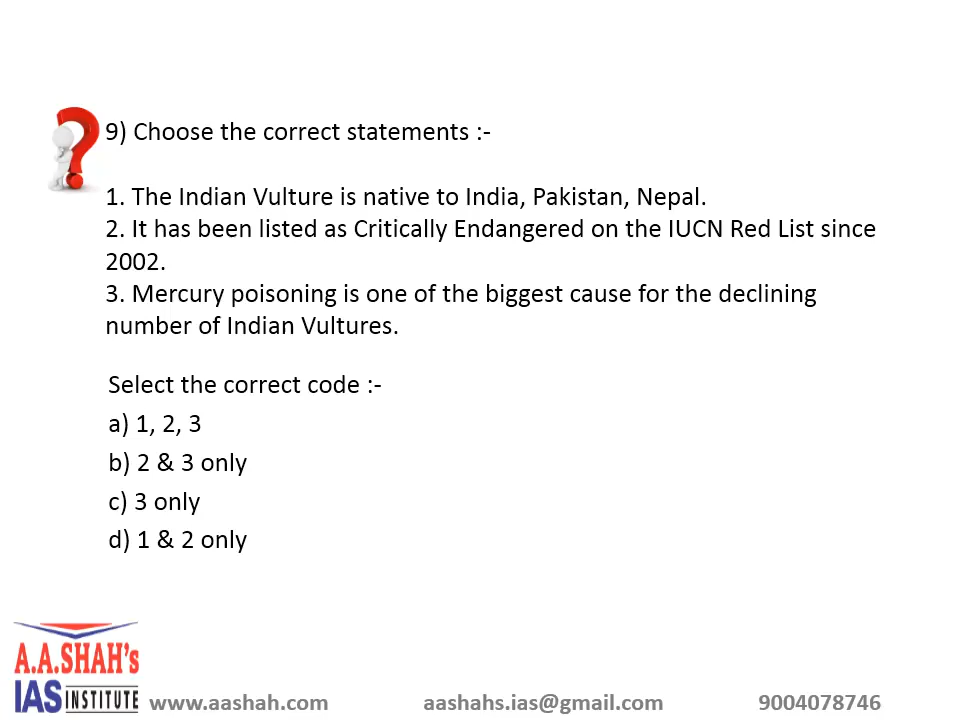 9) Choose the correct statements :-
1. The Indian Vulture is native to India, Pakistan, Nepal.
2. It has been listed as Critically Endangered on the IUCN Red List since
2002.
3. Mercury poisoning is one of the biggest cause for the declining
number of Indian Vultures.
Select the correct code :-
a) 1, 2, 3
b) 2 & 3 only
c) 3 only
d) 1 & 2 only
A.A.SHAH's
IAS INSTITUTE
www.aashah.com aashahs.ias@gmail.com 9004078746